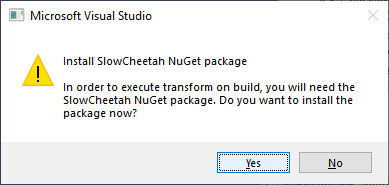 Microsoft Visual Studio
Install SlowCheetah NuGet package
In order to execute transform on build, you will need the
SlowCheetah NuGet package. Do you want to install the
package now?
Yes
No